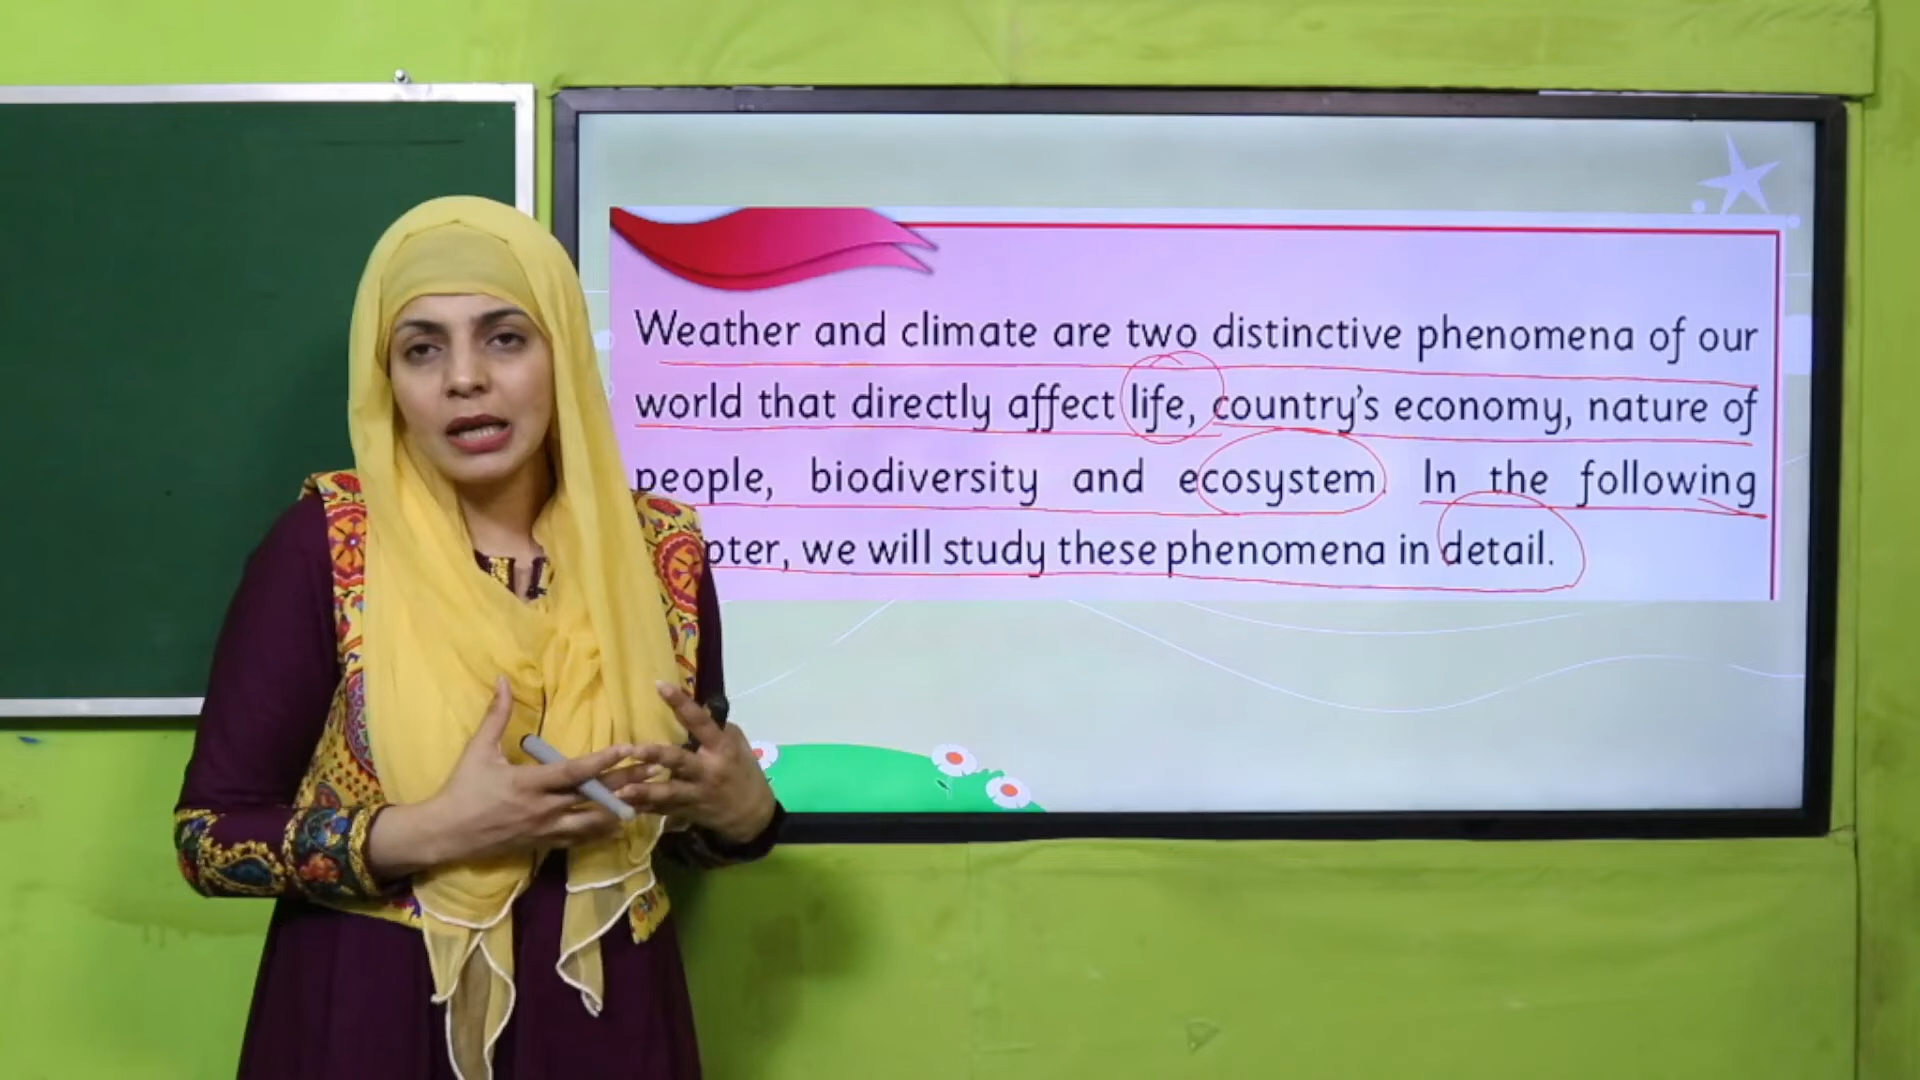 Weather and climate are two distinctive phenomena of our
world that directly affect life, country's economy, nature of
people, biodiversity and ecosystem. In the following
we will study these phenomena in detail.